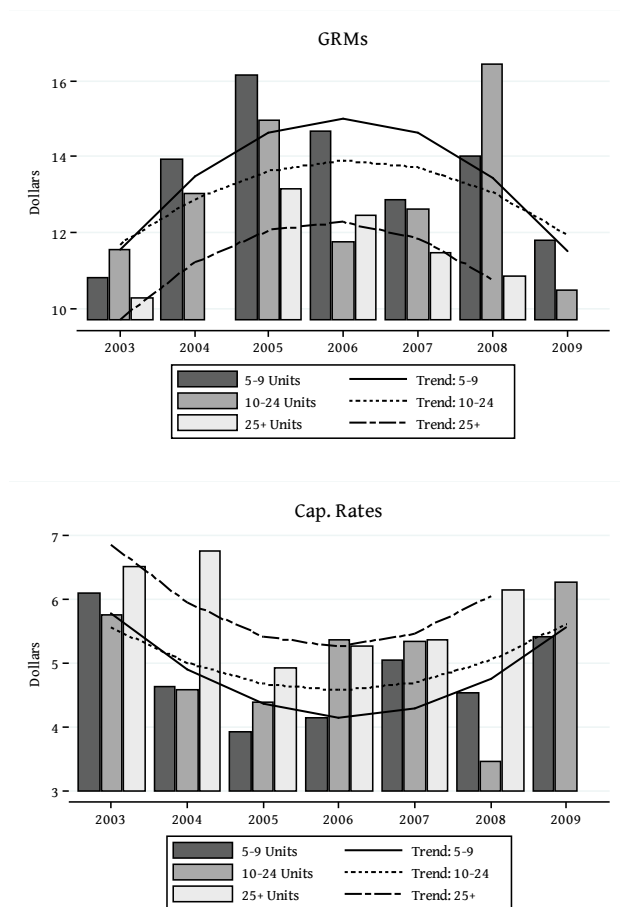 GRMs
16
14
12
10
Dollars
2003 2004 2005 2006 2007 2008 2009
5-9 Units Trend: 5-9
10-24 Units Trend: 10-24
25+ Units Trend: 25+
Cap. Rates
7
6
5
4
3
Dollars
2003 2004 2005 2006 2007 2008 2009
5-9 Units Trend: 5-9
10-24 Units Trend: 10-24
25+ Units Trend: 25+